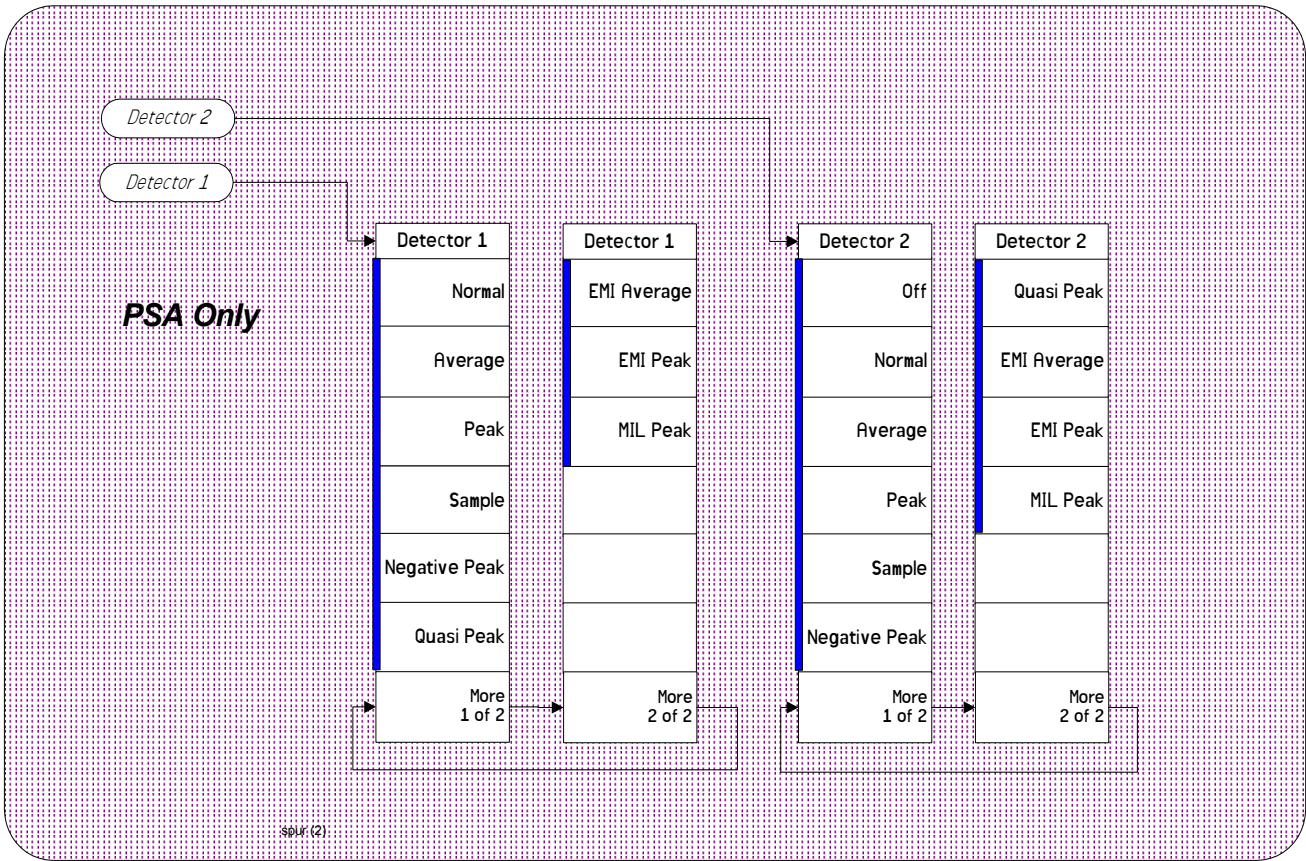 Detector 2
Detector 1
PSA Only
Detector 1
Normal
Average
Peak
Sample
Negative Peak
Quasi Peak
More
1 of 2
Detector 1
EMI Average
EMI Peak
MIL Peak
More
2 of 2
Detector 2
Off
Normal
Average
Peak
Sample
Negative Peak
More
1 of 2
Detector 2
Quasi Peak
EMI Average
EMI Peak
MIL Peak
More
2 of 2
spur (2)